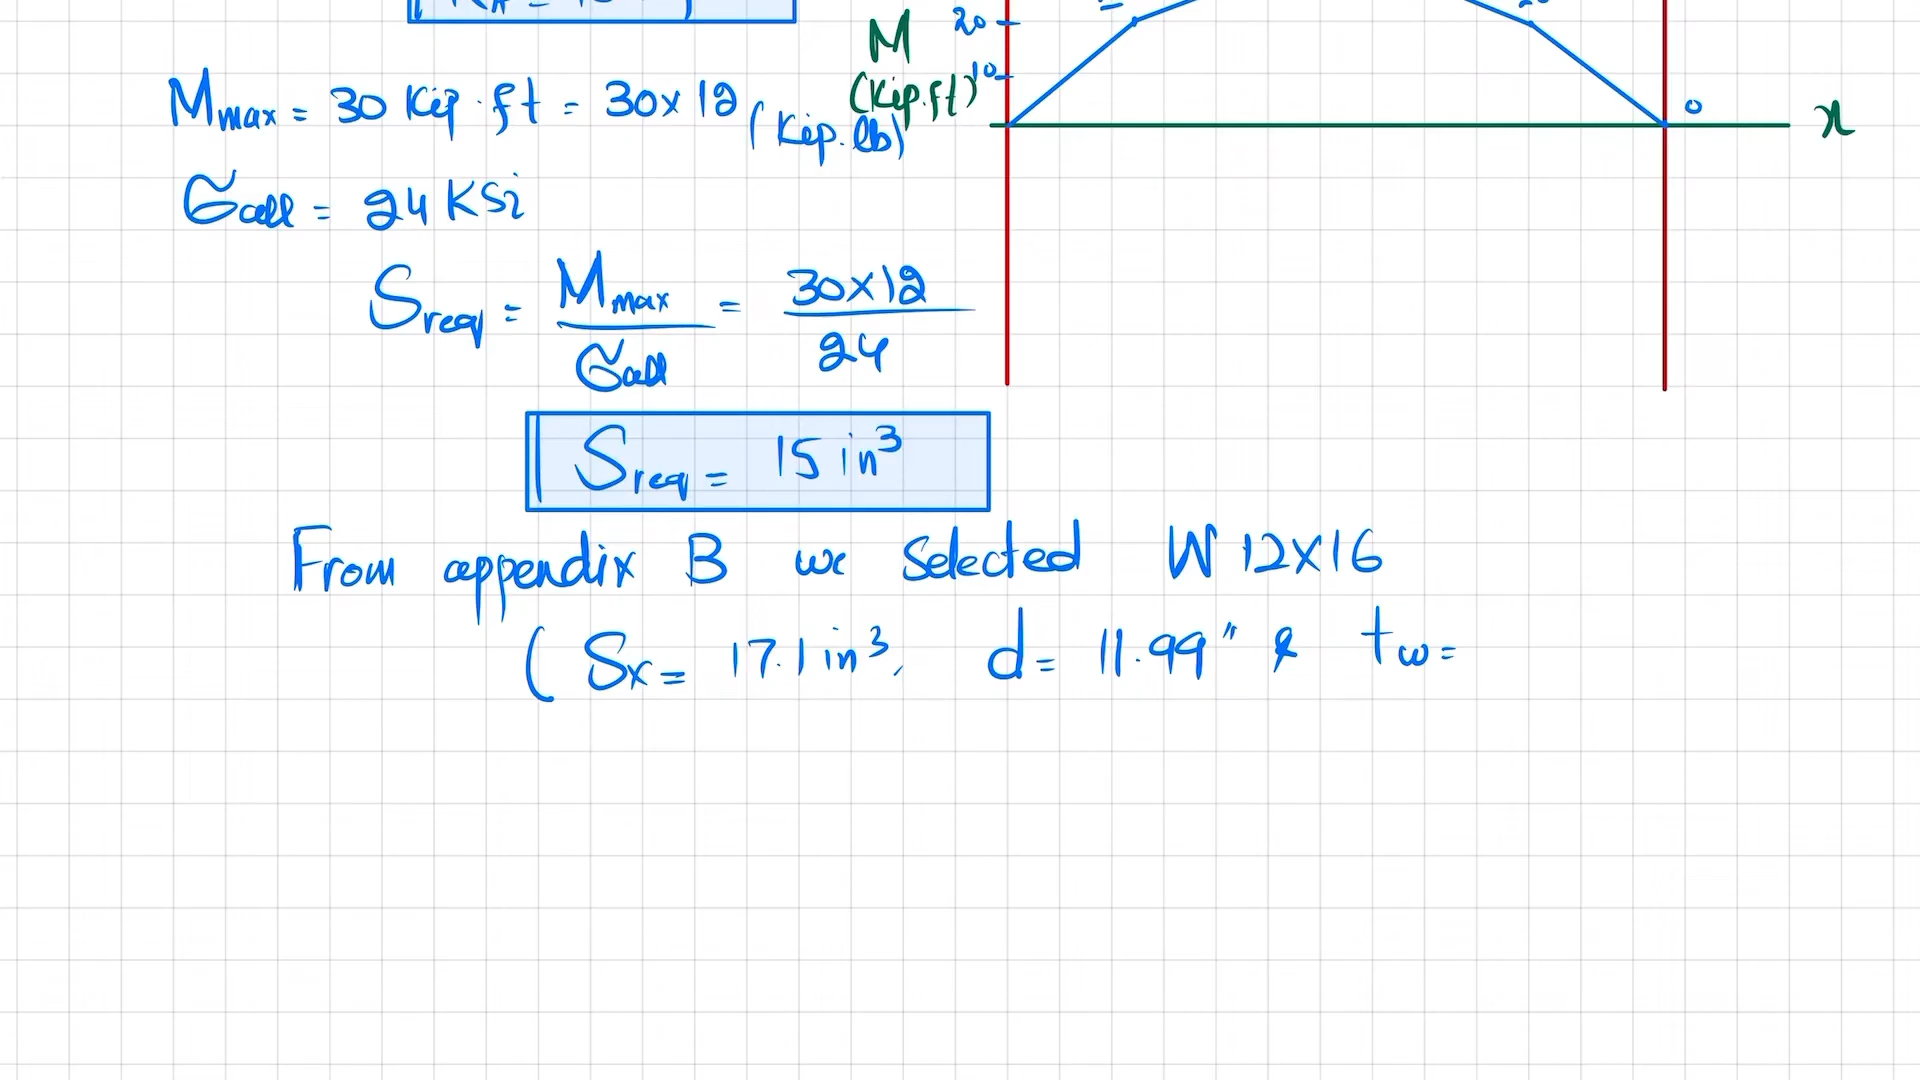 M
20
10
(Kip.ft)
0
x
Mmax = 30 Kip.ft = 30x12 (Kip.lb)
σall = 24 KSi
Sreq = Mmax / σall = 30x12 / 24
Sreq = 15 in³
From appendix B we Selected W 12x16
( Sx = 17.1 in³, d = 11.99" & tw =